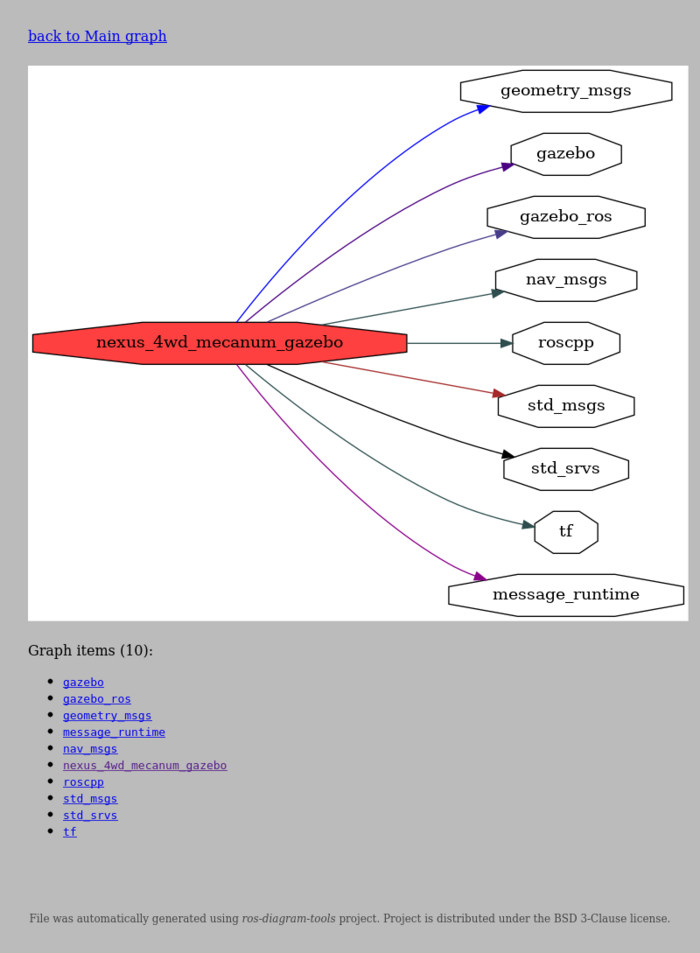 back to Main graph
geometry_msgs
gazebo
gazebo_ros
nav_msgs
nexus_4wd_mecanum_gazebo
roscpp
std_msgs
std_srvs
tf
message_runtime
Graph items (10):
gazebo
gazebo_ros
geometry_msgs
message_runtime
nav_msgs
nexus_4wd_mecanum_gazebo
roscpp
std_msgs
std_srvs
tf
File was automatically generated using ros-diagram-tools project. Project is distributed under the BSD 3-Clause license.